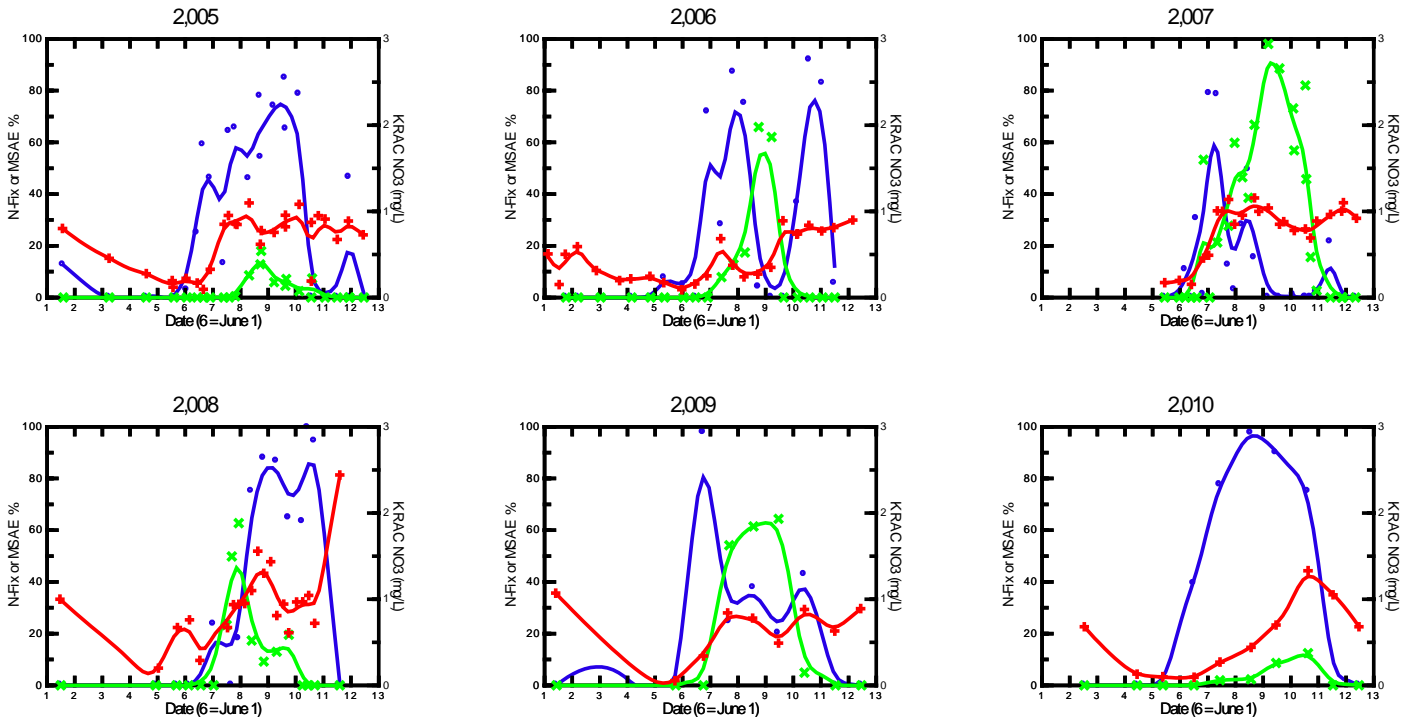 2,005
2,006
2,007
100
80
60
40
20
0
N-Fix or MSAE %
3
2
1
0
KRAC NO3 (mg/L)
1 2 3 4 5 6 7 8 9 10 11 12 13
Date (6 = June 1)
100
80
60
40
20
0
N-Fix or MSAE %
3
2
1
0
KRAC NO3 (mg/L)
1 2 3 4 5 6 7 8 9 10 11 12 13
Date (6 = June 1)
100
80
60
40
20
0
N-Fix or MSAE %
3
2
1
0
KRAC NO3 (mg/L)
1 2 3 4 5 6 7 8 9 10 11 12 13
Date (6 = June 1)
2,008
2,009
2,010
100
80
60
40
20
0
N-Fix or MSAE %
3
2
1
0
KRAC NO3 (mg/L)
1 2 3 4 5 6 7 8 9 10 11 12 13
Date (6 = June 1)
100
80
60
40
20
0
N-Fix or MSAE %
3
2
1
0
KRAC NO3 (mg/L)
1 2 3 4 5 6 7 8 9 10 11 12 13
Date (6 = June 1)
100
80
60
40
20
0
N-Fix or MSAE %
3
2
1
0
KRAC NO3 (mg/L)
1 2 3 4 5 6 7 8 9 10 11 12 13
Date (6 = June 1)